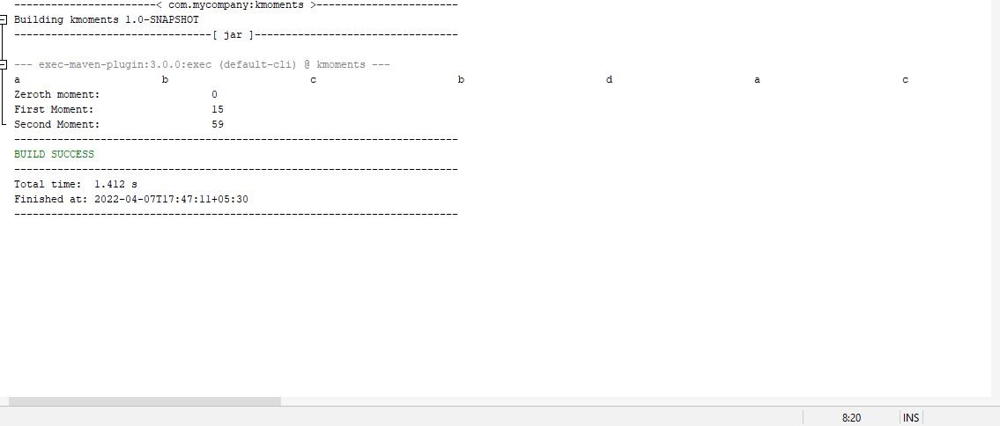 -----------------------< com.mycompany:kmoments >-----------------------
Building kmoments 1.0-SNAPSHOT
--------------------------------[ jar ]---------------------------------
--- exec-maven-plugin:3.0.0:exec (default-cli) @ kmoments ---
a b c b d a c
Zeroth moment: 0
First Moment: 15
Second Moment: 59
------------------------------------------------------------------------
BUILD SUCCESS
------------------------------------------------------------------------
Total time:  1.412 s
Finished at: 2022-04-07T17:47:11+05:30
------------------------------------------------------------------------
8:20 INS